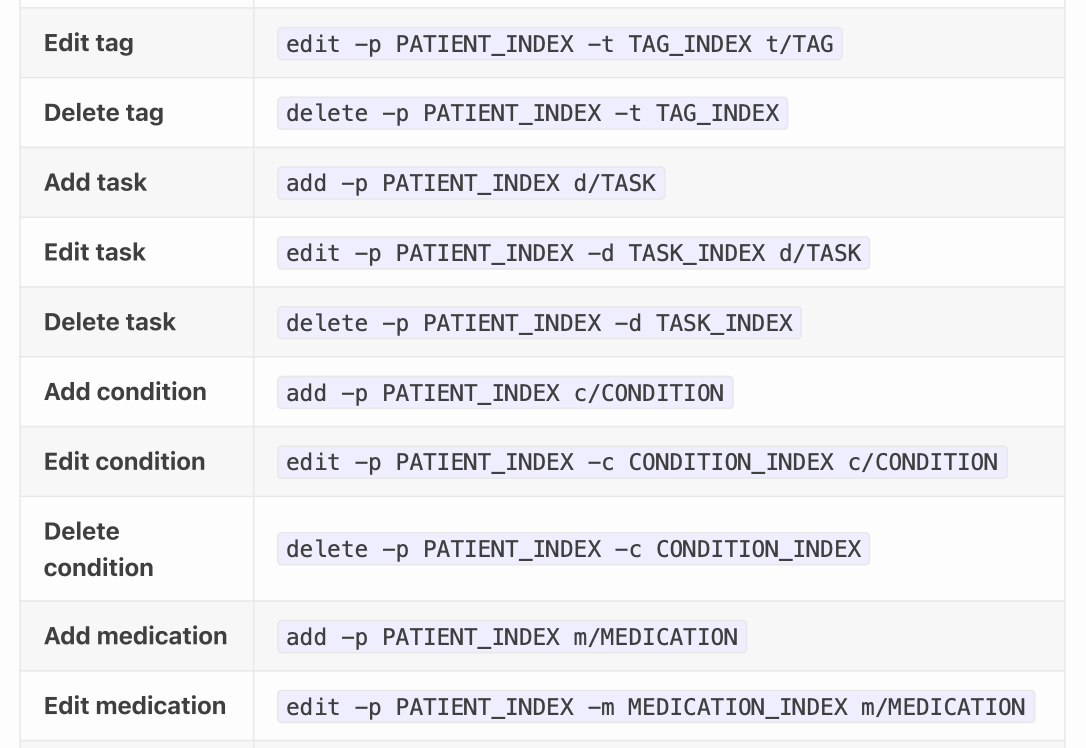 Edit tag
edit -p PATIENT_INDEX -t TAG_INDEX t/TAG
Delete tag
delete -p PATIENT_INDEX -t TAG_INDEX
Add task
add -p PATIENT_INDEX d/TASK
Edit task
edit -p PATIENT_INDEX -d TASK_INDEX d/TASK
Delete task
delete -p PATIENT_INDEX -d TASK_INDEX
Add condition
add -p PATIENT_INDEX c/CONDITION
Edit condition
edit -p PATIENT_INDEX -c CONDITION_INDEX c/CONDITION
Delete
condition
delete -p PATIENT_INDEX -c CONDITION_INDEX
Add medication
add -p PATIENT_INDEX m/MEDICATION
Edit medication
edit -p PATIENT_INDEX -m MEDICATION_INDEX m/MEDICATION